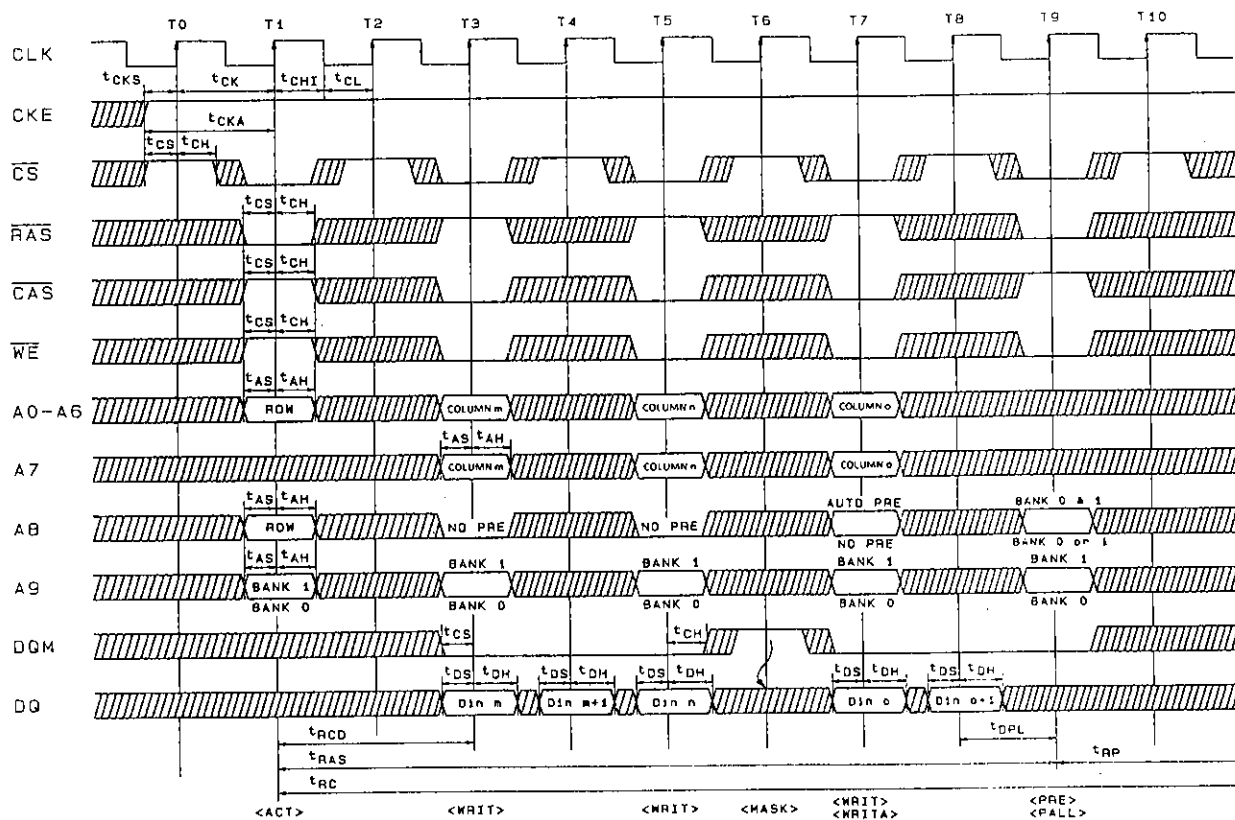 T0 T1 T2 T3 T4 T5 T6 T7 T8 T9 T10
CLK
tCKS tCK tCHI tCL
CKE
tCKA
tCS tCH
CS
tCS tCH
RAS
tCS tCH
CAS
tCS tCH
WE
tAS tAH
A0-A6 ROW COLUMN m COLUMN n COLUMN o
tAS tAH
A7 COLUMN m COLUMN n COLUMN o
tAS tAH AUTO PRE BANK 0 & 1
A8 ROW NO PRE NO PRE
NO PRE BANK 0 or 1
tAS tAH BANK 1 BANK 1 BANK 1 BANK 1
A9 BANK 1
BANK 0 BANK 0 BANK 0 BANK 0 BANK 0
tCS tCH
DQM
tDS tDH tDS tDH tDS tDH tDS tDH tDS tDH
DQ Din m Din m+1 Din n Din o Din o+1
tRCD tDPL
tRAS tRP
tRC
<ACT> <WRIT> <WRIT> <MASK> <WRIT> <PRE>
<WRITA> <PALL>